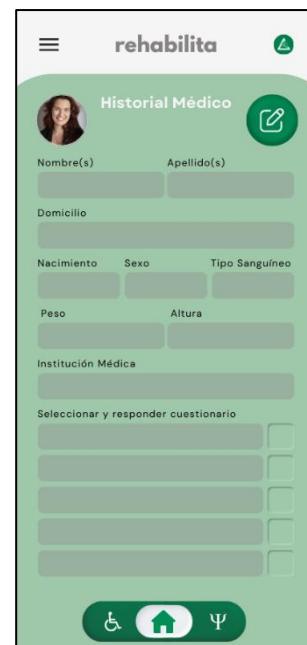 rehabilita
Historial Médico
Nombre(s) Apellido(s)
Domicilio
Nacimiento Sexo Tipo Sanguíneo
Peso Altura
Institución Médica
Seleccionar y responder cuestionario
Ψ